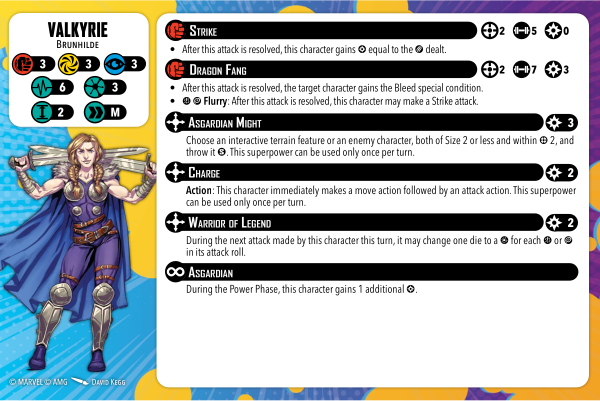 VALKYRIE
BRUNHILDE
3 3 3
6 3
2 M
STRIKE 2 5 0
• After this attack is resolved, this character gains equal to the dealt.
DRAGON FANG 2 7 3
• After this attack is resolved, the target character gains the Bleed special condition.
• Flurry: After this attack is resolved, this character may make a Strike attack.
ASGARDIAN MIGHT 3
Choose an interactive terrain feature or an enemy character, both of Size 2 or less and within 2, and
throw it S. This superpower can be used only once per turn.
CHARGE 2
Action: This character immediately makes a move action followed by an attack action. This superpower
can be used only once per turn.
WARRIOR OF LEGEND 2
During the next attack made by this character this turn, it may change one die to a for each or
in its attack roll.
ASGARDIAN
During the Power Phase, this character gains 1 additional .
© MARVEL © AMG DAVID KEGG